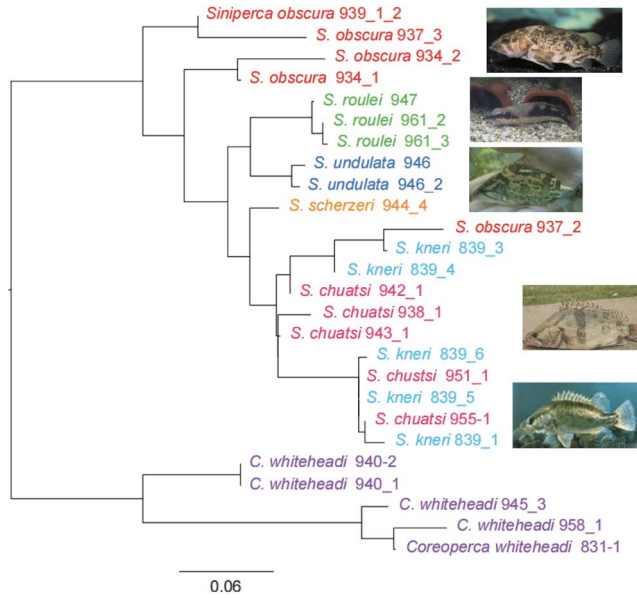 Siniperca obscura 939_1_2
S. obscura 937_3
S. obscura 934_2
S. obscura 934_1
S. roulei 947
S. roulei 961_2
S. roulei 961_3
S. undulata 946
S. undulata 946_2
S. scherzeri 944_4
S. obscura 937_2
S. kneri 839_3
S. kneri 839_4
S. chuatsi 942_1
S. chuatsi 938_1
S. chuatsi 943_1
S. kneri 839_6
S. chustsi 951_1
S. kneri 839_5
S. chuatsi 955-1
S. kneri 839_1
C. whiteheadi 940-2
C. whiteheadi 940_1
C. whiteheadi 945_3
C. whiteheadi 958_1
Coreoperca whiteheadi 831-1
0.06